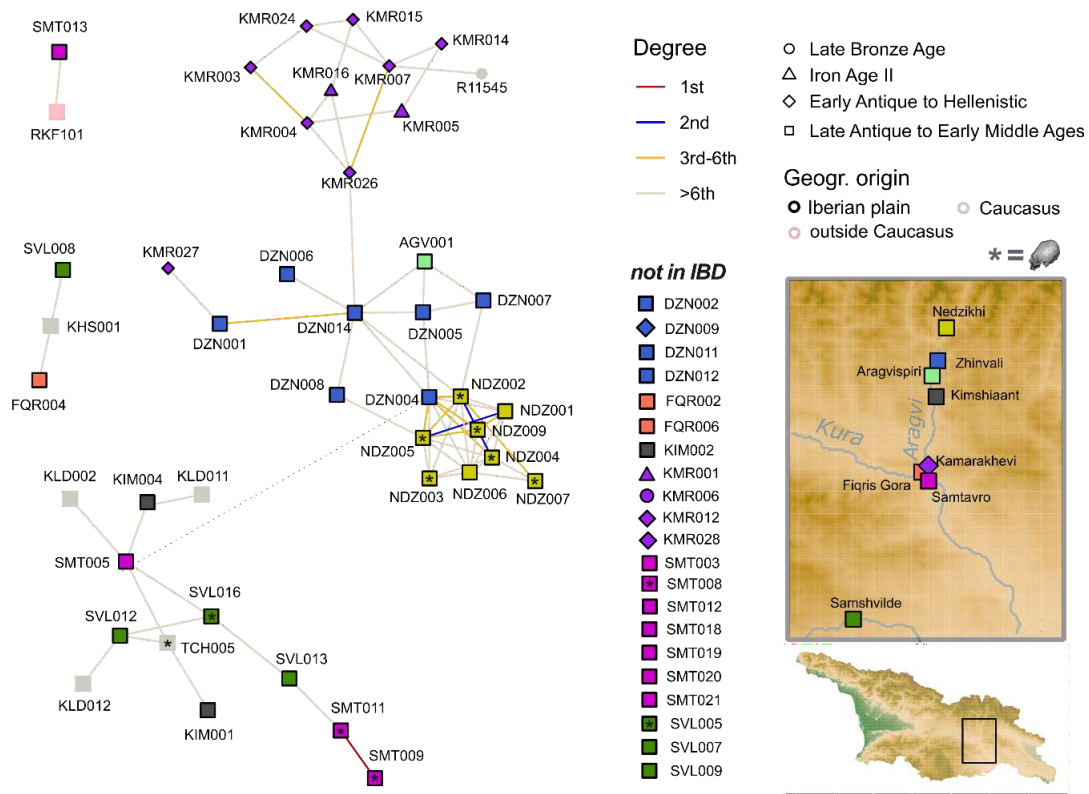 SMT013
RKF101
KMR024
KMR015
KMR014
KMR003
KMR016
KMR007
R11545
KMR004
KMR005
KMR026
SVL008
KHS001
FQR004
KMR027
DZN006
AGV001
DZN007
DZN001
DZN014
DZN005
DZN008
DZN004
NDZ002
NDZ001
NDZ009
NDZ005
NDZ004
NDZ003
NDZ006
NDZ007
KLD002
KIM004
KLD011
SMT005
SVL016
SVL012
TCH005
KLD012
SVL013
KIM001
SMT011
SMT009
Degree
1st
2nd
3rd-6th
>6th
not in IBD
DZN002
DZN009
DZN011
DZN012
FQR002
FQR006
KIM002
KMR001
KMR006
KMR012
KMR028
SMT003
SMT008
SMT012
SMT018
SMT019
SMT020
SMT021
SVL005
SVL007
SVL009
Late Bronze Age
Iron Age II
Early Antique to Hellenistic
Late Antique to Early Middle Ages
Geogr. origin
Iberian plain
Caucasus
outside Caucasus
* =
Nedzikhi
Zhinvali
Aragvispiri
Kimshiaant
Aragvi
Kura
Kamarakhevi
Fiqris Gora
Samtavro
Samshvilde